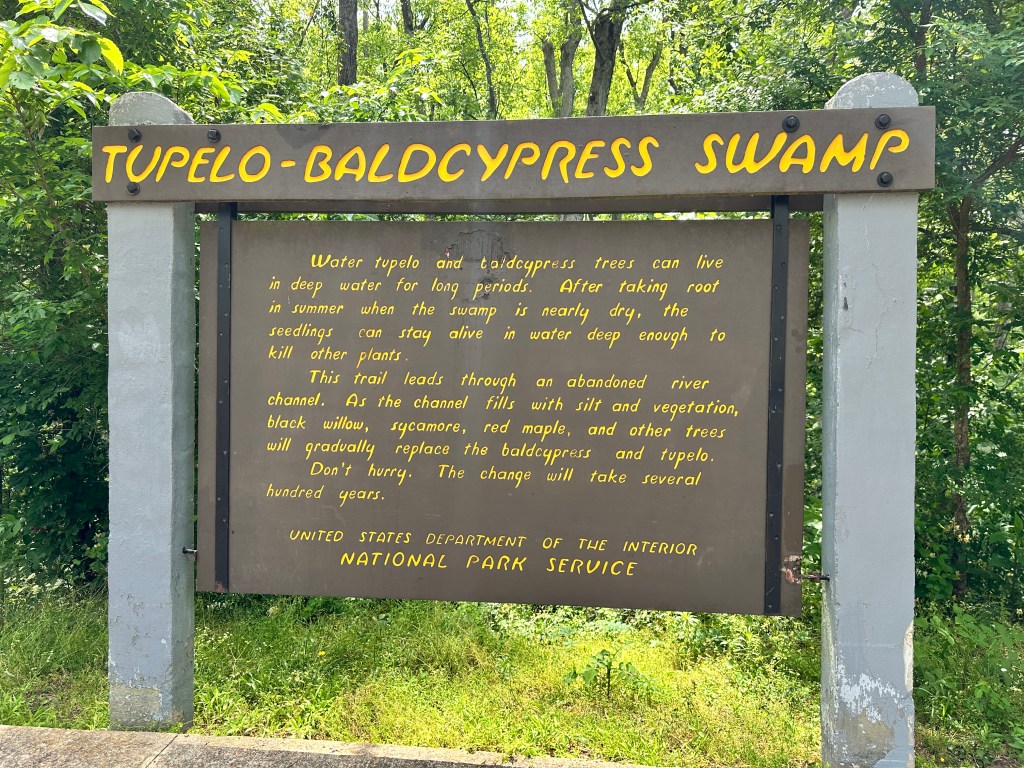 TUPELO-BALDCYPRESS SWAMP
Water tupelo and baldcypress trees can live
in deep water for long periods. After taking root
in summer when the swamp is nearly dry, the
seedlings can stay alive in water deep enough to
kill other plants.
This trail leads through an abandoned river
channel. As the channel fills with silt and vegetation,
black willow, sycamore, red maple, and other trees
will gradually replace the baldcypress and tupelo.
Don't hurry. The change will take several
hundred years.
UNITED STATES DEPARTMENT OF THE INTERIOR
NATIONAL PARK SERVICE